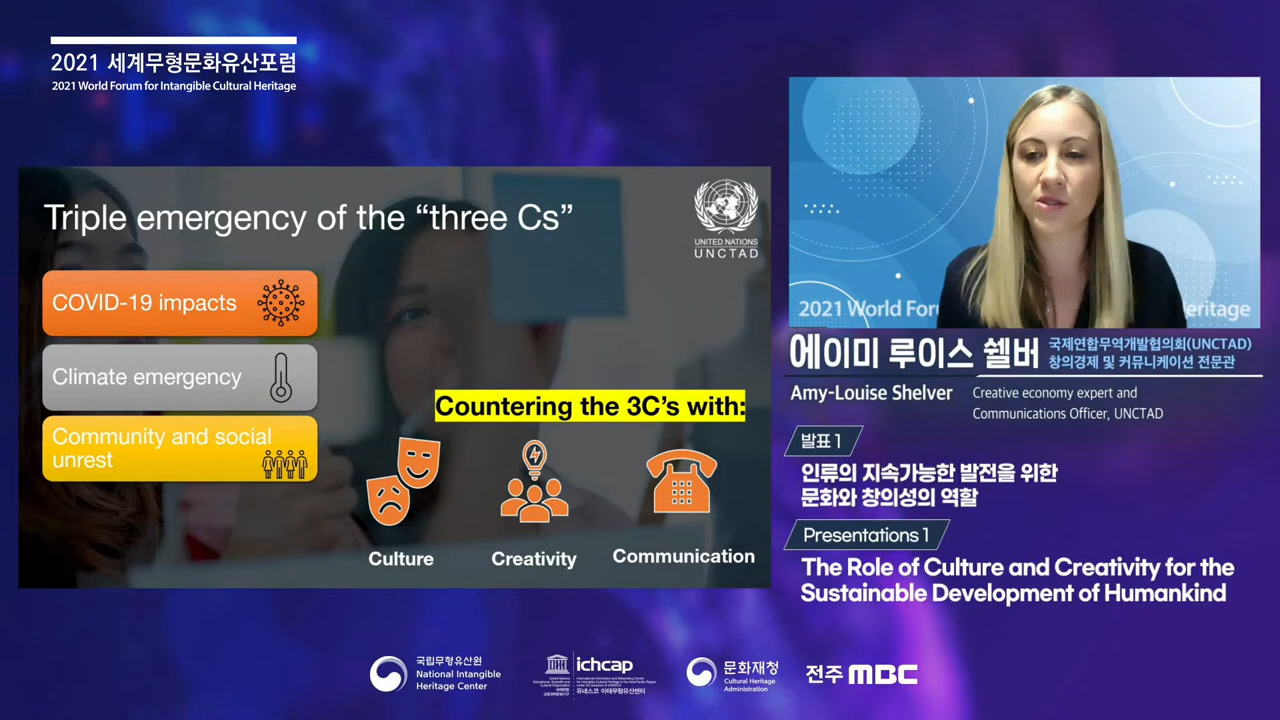 2021 세계무형문화유산포럼
2021 World Forum for Intangible Cultural Heritage
Triple emergency of the “three Cs”
UNITED NATIONS
UNCTAD
COVID-19 impacts
Climate emergency
Community and social
unrest
Countering the 3C’s with:
Culture
Creativity
Communication
2021 World For
eritage
에이미 루이스 쉘버
국제연합무역개발협의회(UNCTAD)
창의경제 및 커뮤니케이션 전문관
Amy-Louise Shelver
Creative economy expert and
Communications Officer, UNCTAD
발표 1
인류의 지속가능한 발전을 위한
문화와 창의성의 역할
Presentations 1
The Role of Culture and Creativity for the
Sustainable Development of Humankind
국립무형유산원
National Intangible
Heritage Center
ichcap
유네스코 아태무형유산센터
문화재청
Cultural Heritage
Administration
전주 MBC